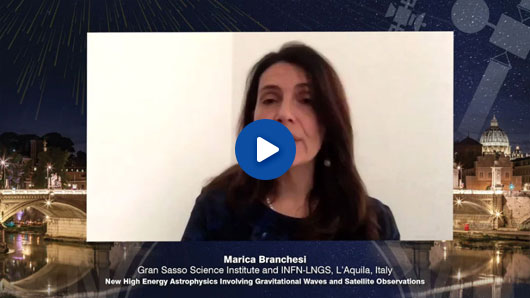 Marica Branchesi
Gran Sasso Science Institute and INFN-LNGS, L'Aquila, Italy
New High Energy Astrophysics Involving Gravitational Waves and Satellite Observations